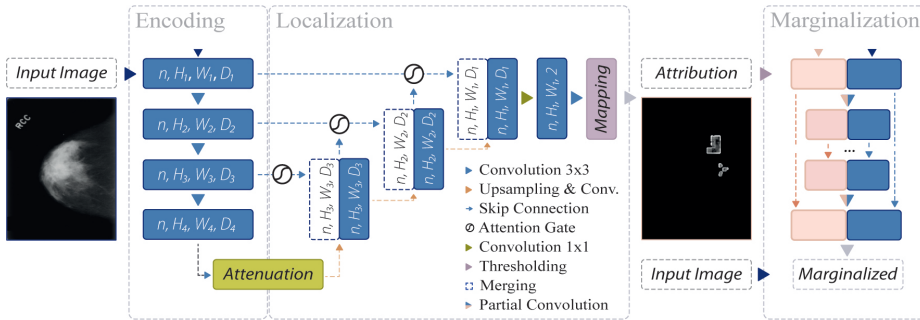 Encoding
Localization
Marginalization
Input Image
n, H1, W1, D1
n, H2, W2, D2
n, H3, W3, D3
n, H4, W4, D4
Attenuation
RCC
n, H3, W3, D3
n, H3, W3, D3
n, H2, W2, D2
n, H2, W2, D2
n, H1, W1, D1
n, H1, W1, D1
n, H1, W1, 2
Mapping
Convolution 3x3
Upsampling & Conv.
Skip Connection
Attention Gate
Convolution 1x1
Thresholding
Merging
Partial Convolution
Attribution
Input Image
...
Marginalized